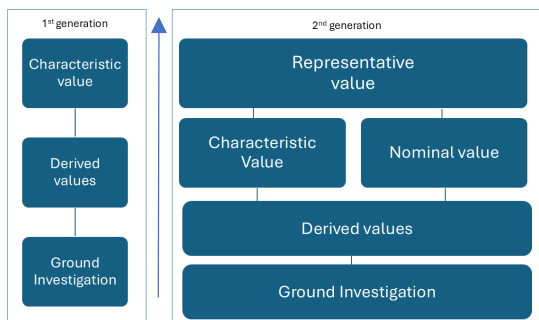 1st generation
Characteristic
value
Derived
values
Ground
Investigation
2nd generation
Representative
value
Characteristic
Value
Nominal value
Derived values
Ground Investigation